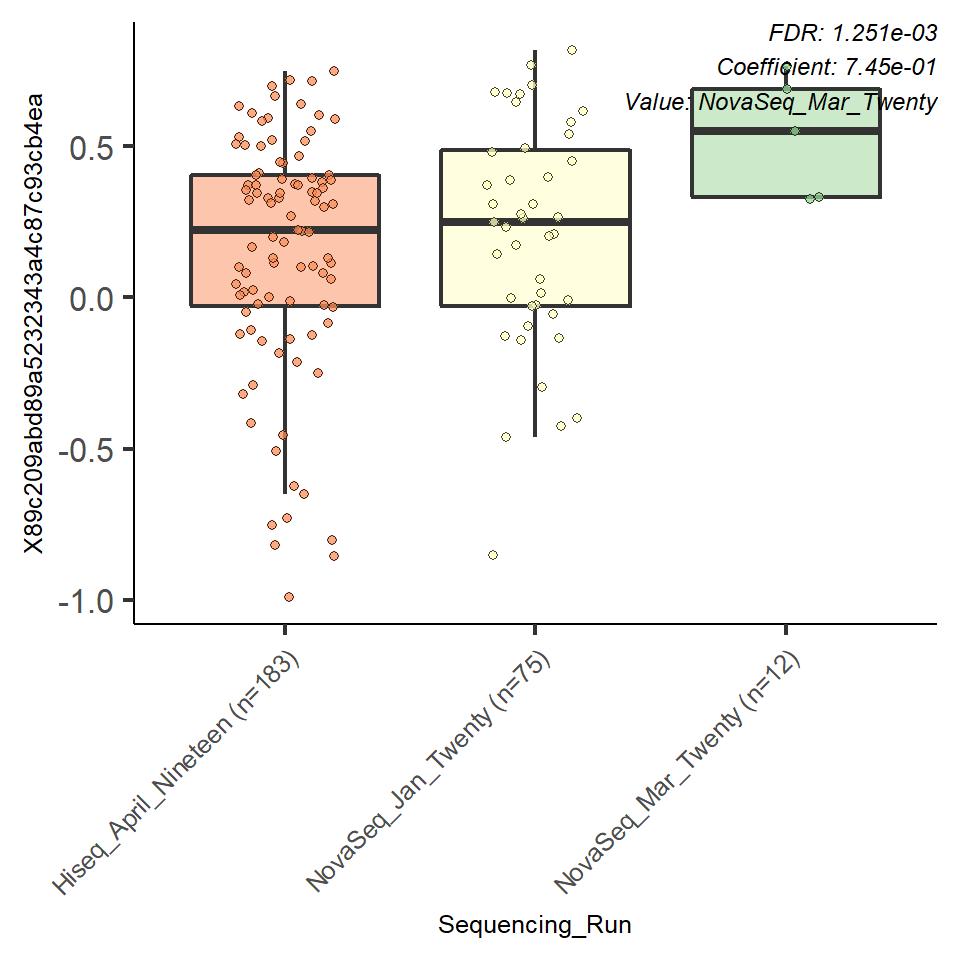 FDR: 1.251e-03
Coefficient: 7.45e-01
Value: NovaSeq_Mar_Twenty
X89c209abd89a5232343a4c87c93cb4ea
0.5
0.0
-0.5
-1.0
Hiseq_April_Nineteen (n=183)
NovaSeq_Jan_Twenty (n=75)
NovaSeq_Mar_Twenty (n=12)
Sequencing_Run